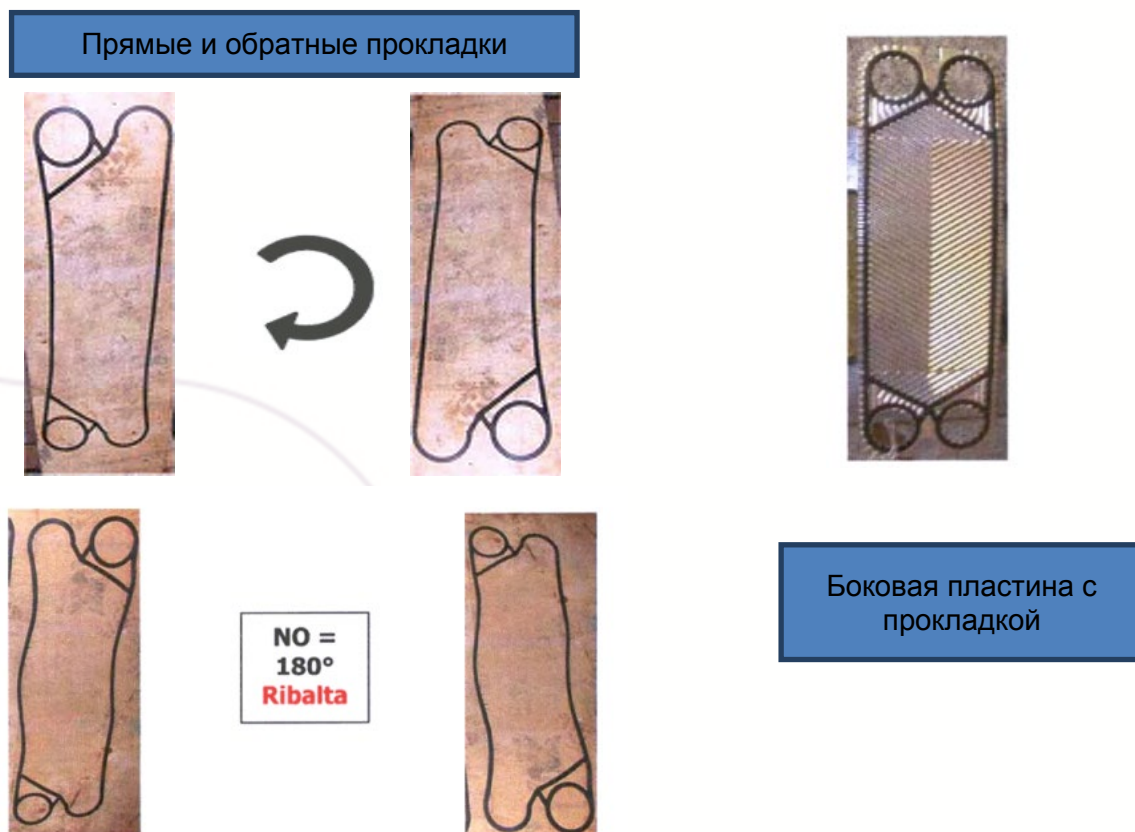 Прямые и обратные прокладки
NO =
180°
Ribalta
Боковая пластина с
прокладкой